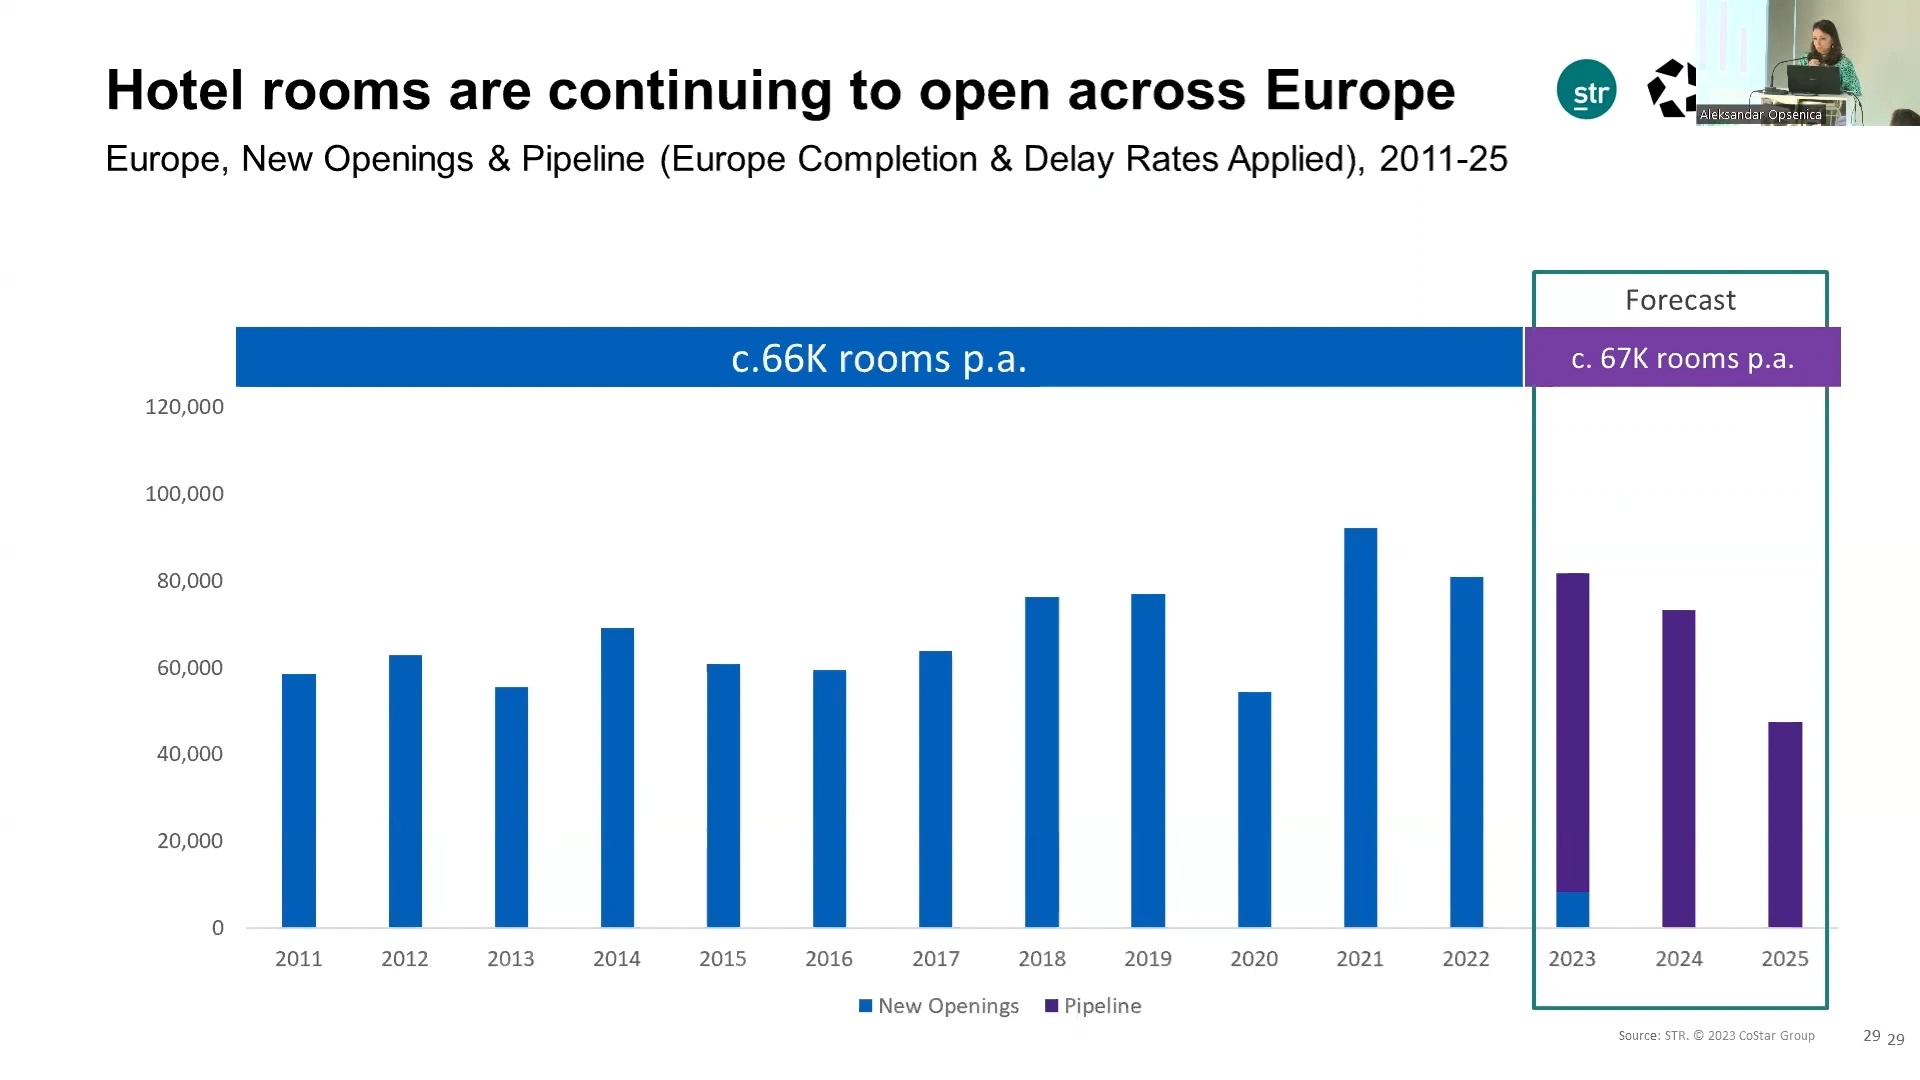 Hotel rooms are continuing to open across Europe
str
Aleksandar Opsenica
Europe, New Openings & Pipeline (Europe Completion & Delay Rates Applied), 2011-25
Forecast
c.66K rooms p.a.
c. 67K rooms p.a.
120,000
100,000
80,000
60,000
40,000
20,000
0
2011 2012 2013 2014 2015 2016 2017 2018 2019 2020 2021 2022 2023 2024 2025
New Openings Pipeline
Source: STR. © 2023 CoStar Group
29 29